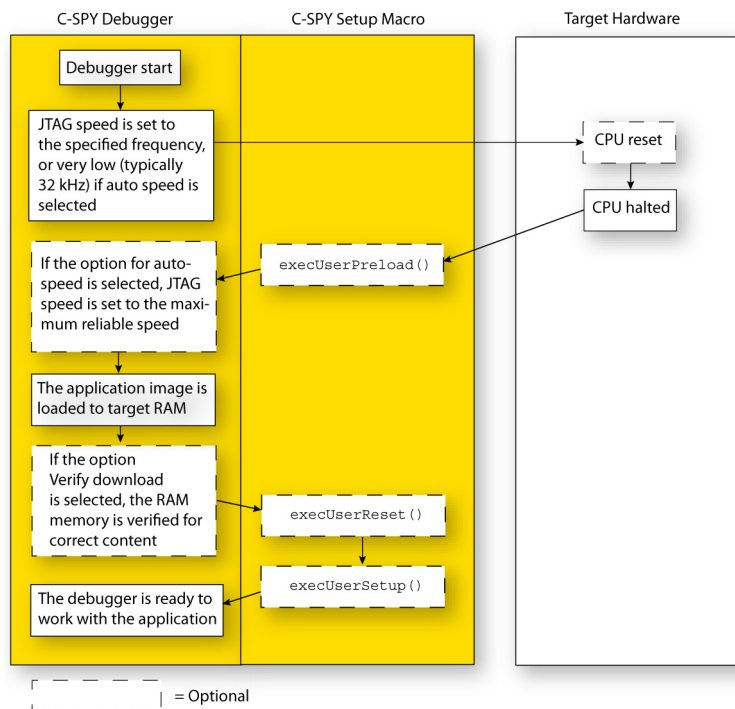 C-SPY Debugger
C-SPY Setup Macro
Target Hardware
Debugger start
JTAG speed is set to
the specified frequency,
or very low (typically
32 kHz) if auto speed is
selected
CPU reset
CPU halted
execUserPreload()
If the option for auto-
speed is selected, JTAG
speed is set to the maxi-
mum reliable speed
The application image is
loaded to target RAM
If the option
Verify download
is selected, the RAM
memory is verified for
correct content
execUserReset()
execUserSetup()
The debugger is ready to
work with the application
= Optional